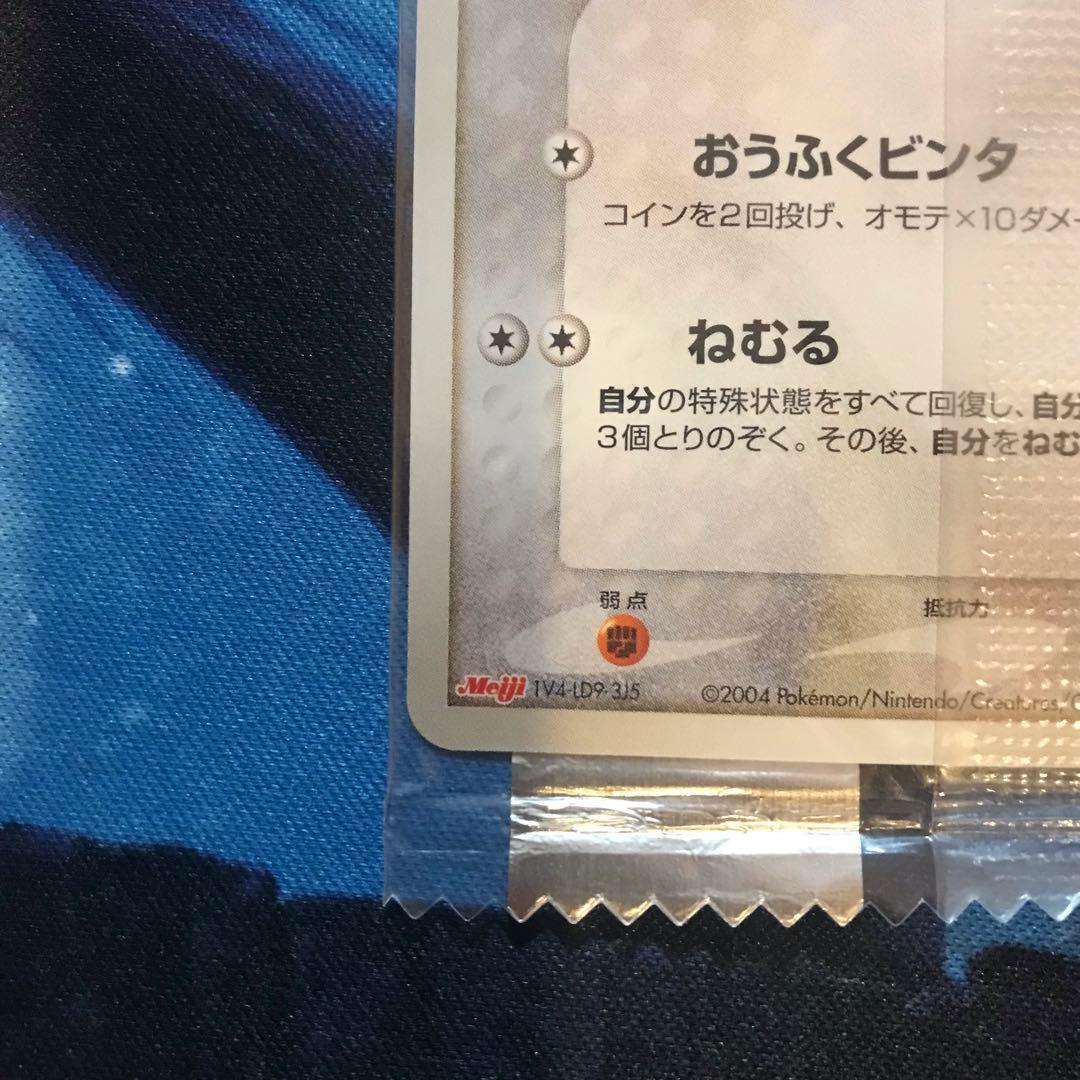 おうふくビンタ
コインを2回投げ、オモテ×10ダメー
ねむる
自分の特殊状態をすべて回復し、自分
3個とりのぞく。その後、自分をねむ
弱点
抵抗力
Meiji 1V4-LD9-3J5
©2004 Pokémon/Nintendo/Creatures/